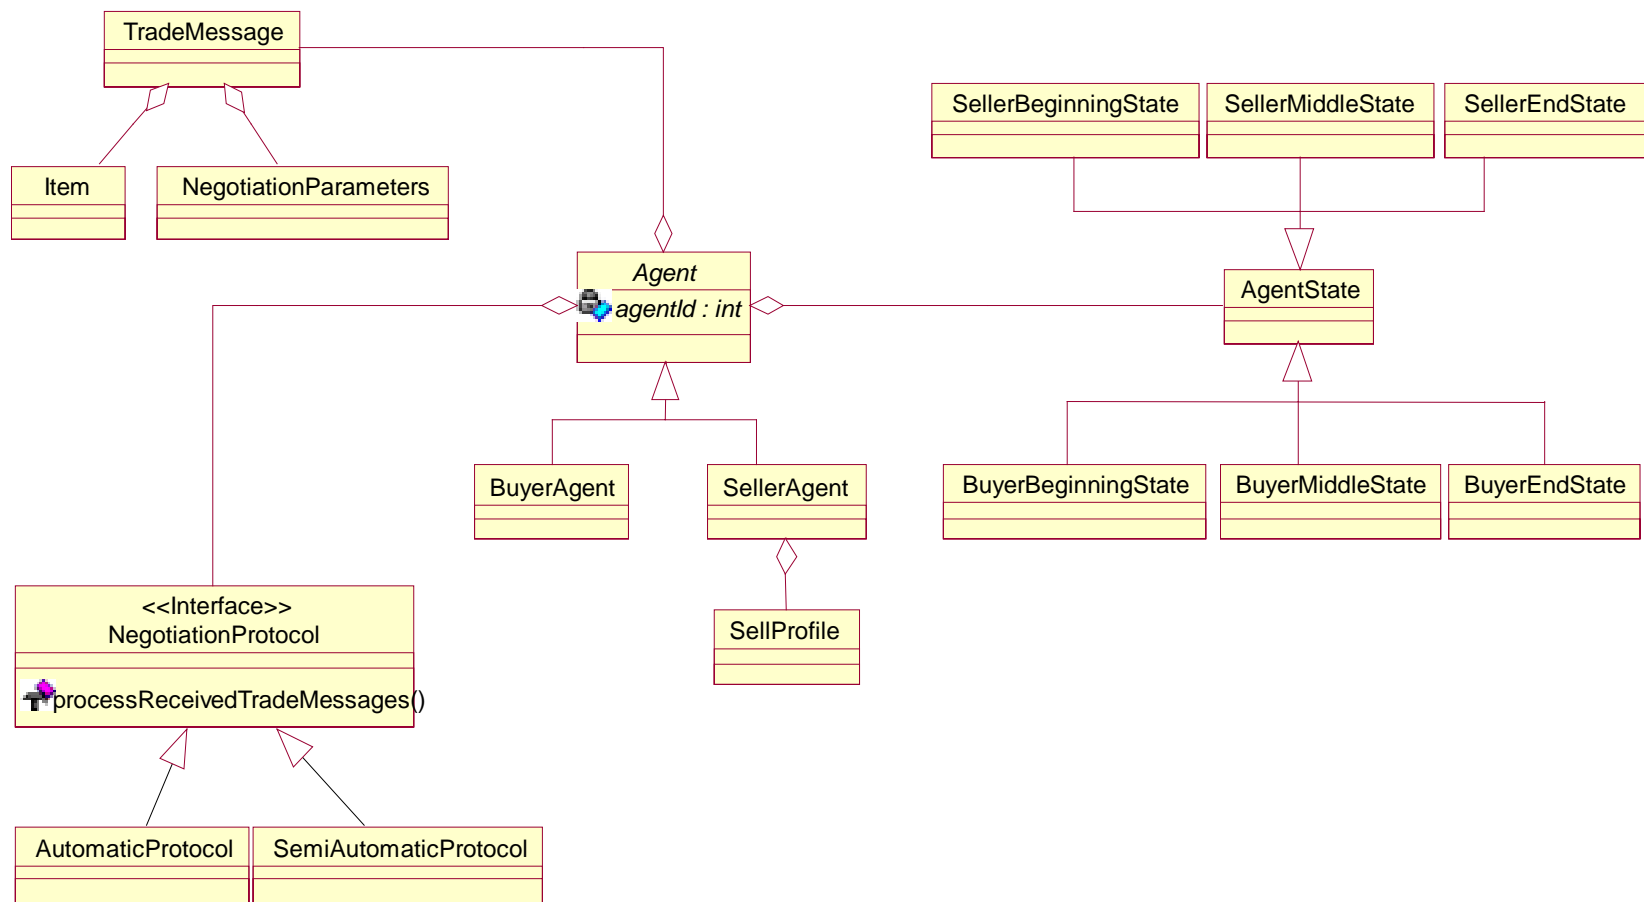 TradeMessage
SellerBeginningState
SellerMiddleState
SellerEndState
Item
NegotiationParameters
Agent
agentId : int
AgentState
BuyerAgent
SellerAgent
BuyerBeginningState
BuyerMiddleState
BuyerEndState
<<Interface>>
NegotiationProtocol
processReceivedTradeMessages()
SellProfile
AutomaticProtocol
SemiAutomaticProtocol